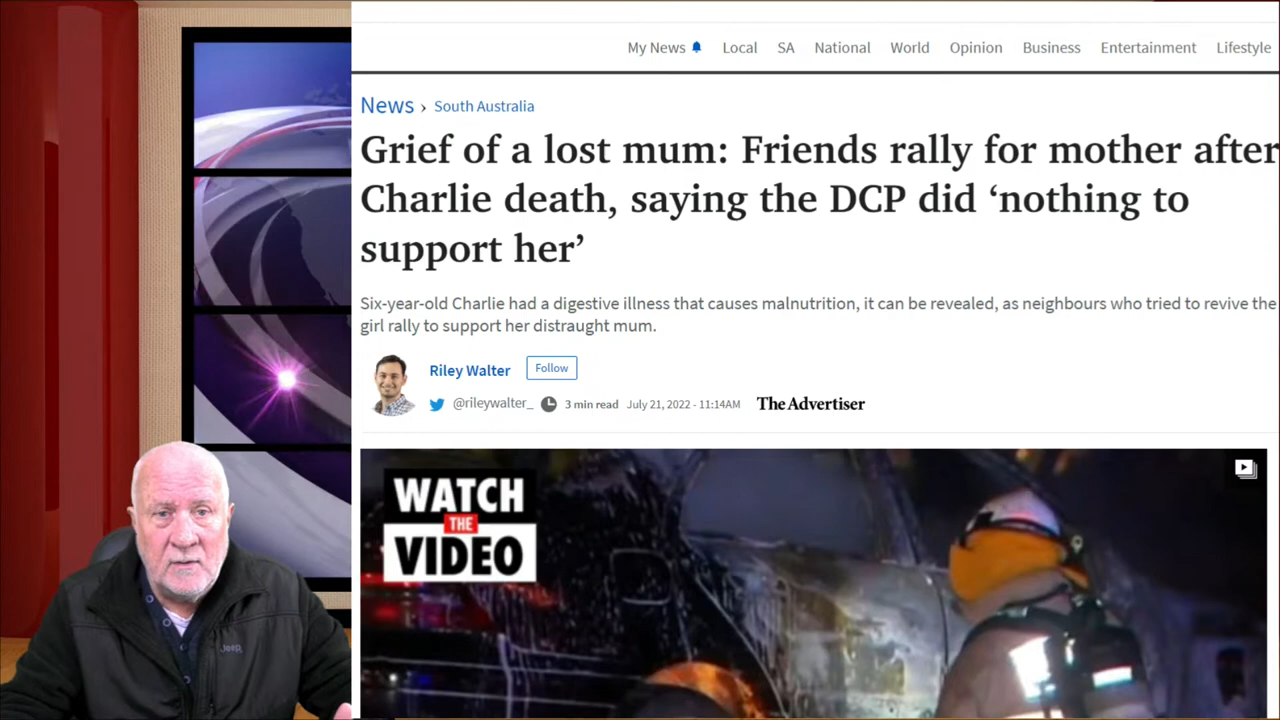 My News Local SA National World Opinion Business Entertainment Lifestyle
News › South Australia
Grief of a lost mum: Friends rally for mother after
Charlie death, saying the DCP did ‘nothing to
support her’
Six-year-old Charlie had a digestive illness that causes malnutrition, it can be revealed, as neighbours who tried to revive the
girl rally to support her distraught mum.
Riley Walter Follow
@rileywalter_ 3 min read July 21, 2022 - 11:14AM The Advertiser
WATCH
THE
VIDEO